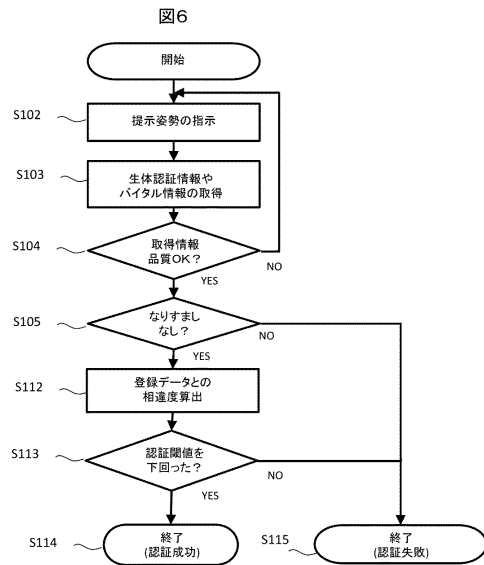 図6
開始
S102
提示姿勢の指示
S103
生体認証情報や
バイタル情報の取得
S104
取得情報
品質OK?
NO
YES
S105
なりすまし
なし?
NO
YES
S112
登録データとの
相違度算出
S113
認証閾値を
下回った?
NO
YES
S114
終了
(認証成功)
S115
終了
(認証失敗)